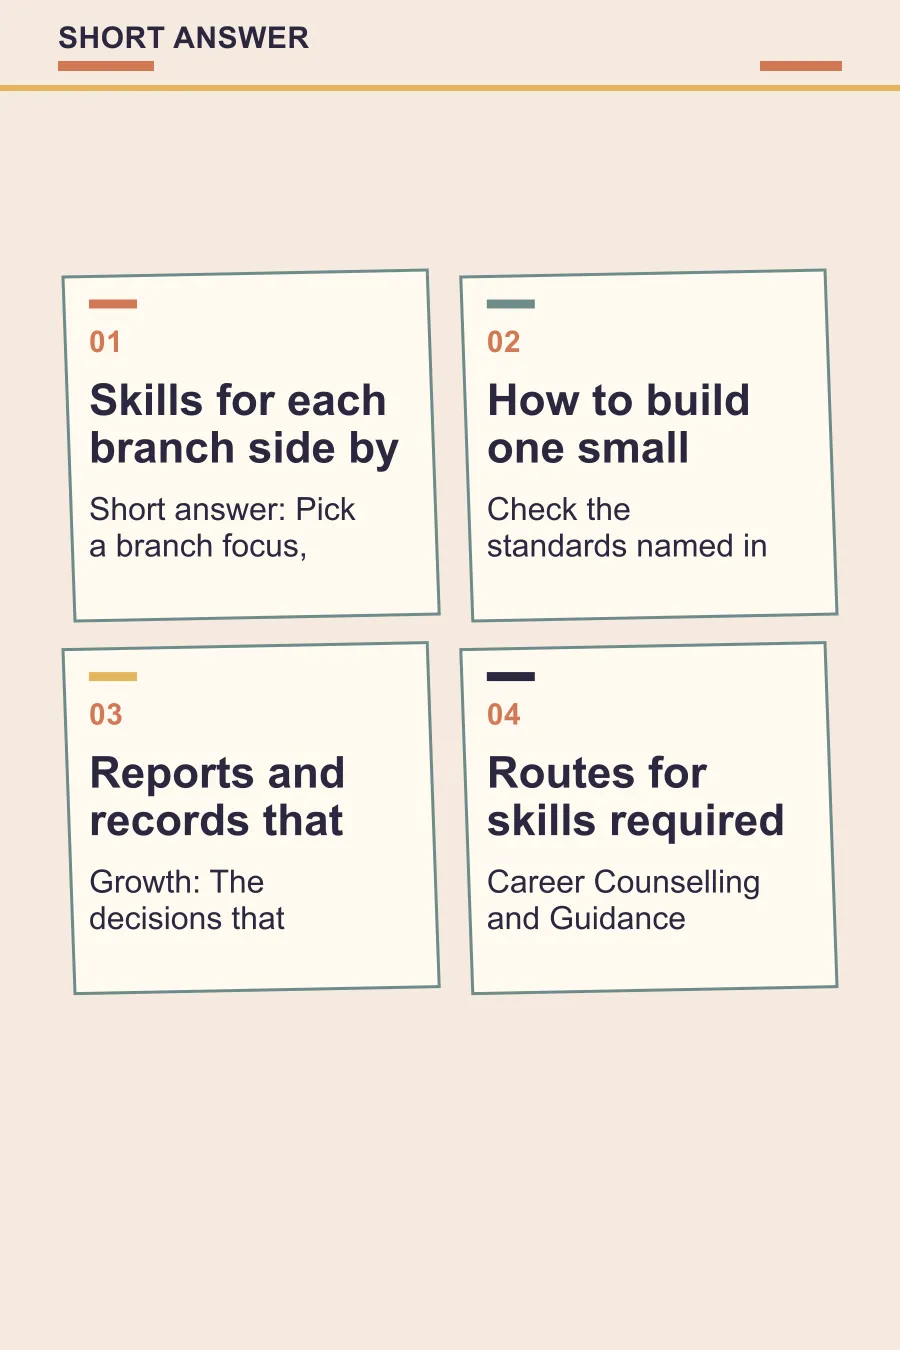 SHORT ANSWER
01
Skills for each
branch side by
Short answer: Pick
a branch focus,
02
How to build
one small
Check the
standards named in
03
Reports and
records that
Growth: The
decisions that
04
Routes for
skills required
Career Counselling
and Guidance